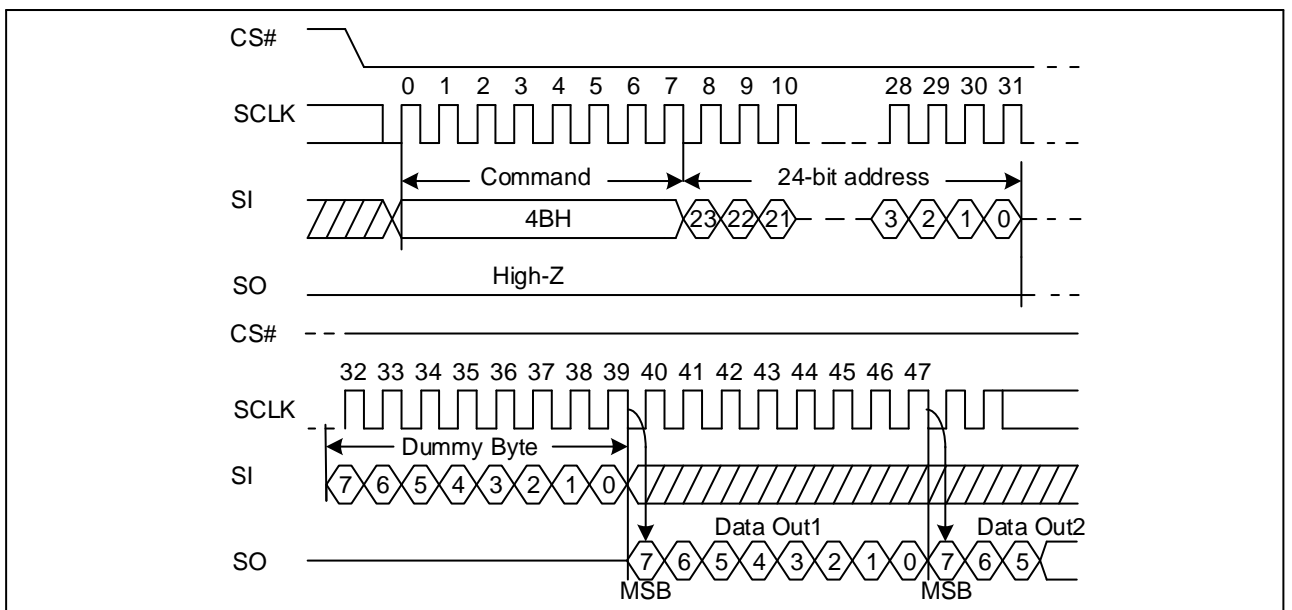 CS#
0 1 2 3 4 5 6 7 8 9 10 28 29 30 31
SCLK
Command 24-bit address
SI
4BH 23 22 21 3 2 1 0
High-Z
SO
CS#
32 33 34 35 36 37 38 39 40 41 42 43 44 45 46 47
SCLK
Dummy Byte
SI
7 6 5 4 3 2 1 0
Data Out1 Data Out2
SO
7 6 5 4 3 2 1 0 7 6 5
MSB MSB